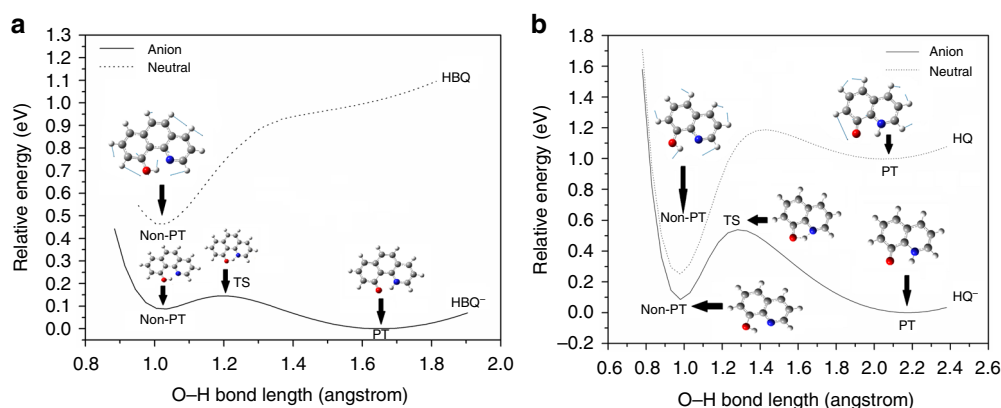 a
1.3
1.2
1.1
1.0
0.9
0.8
0.7
0.6
0.5
0.4
0.3
0.2
0.1
0.0
Relative energy (eV)
Anion
Neutral
HBQ
Non-PT
TS
Non-PT
PT
HBQ⁻
0.8 1.0 1.2 1.4 1.6 1.8 2.0
O–H bond length (angstrom)
b
1.8
1.6
1.4
1.2
1.0
0.8
0.6
0.4
0.2
0.0
−0.2
Relative energy (eV)
Anion
Neutral
HQ
PT
Non-PT
TS
Non-PT
PT
HQ⁻
0.6 0.8 1.0 1.2 1.4 1.6 1.8 2.0 2.2 2.4 2.6
O–H bond length (angstrom)